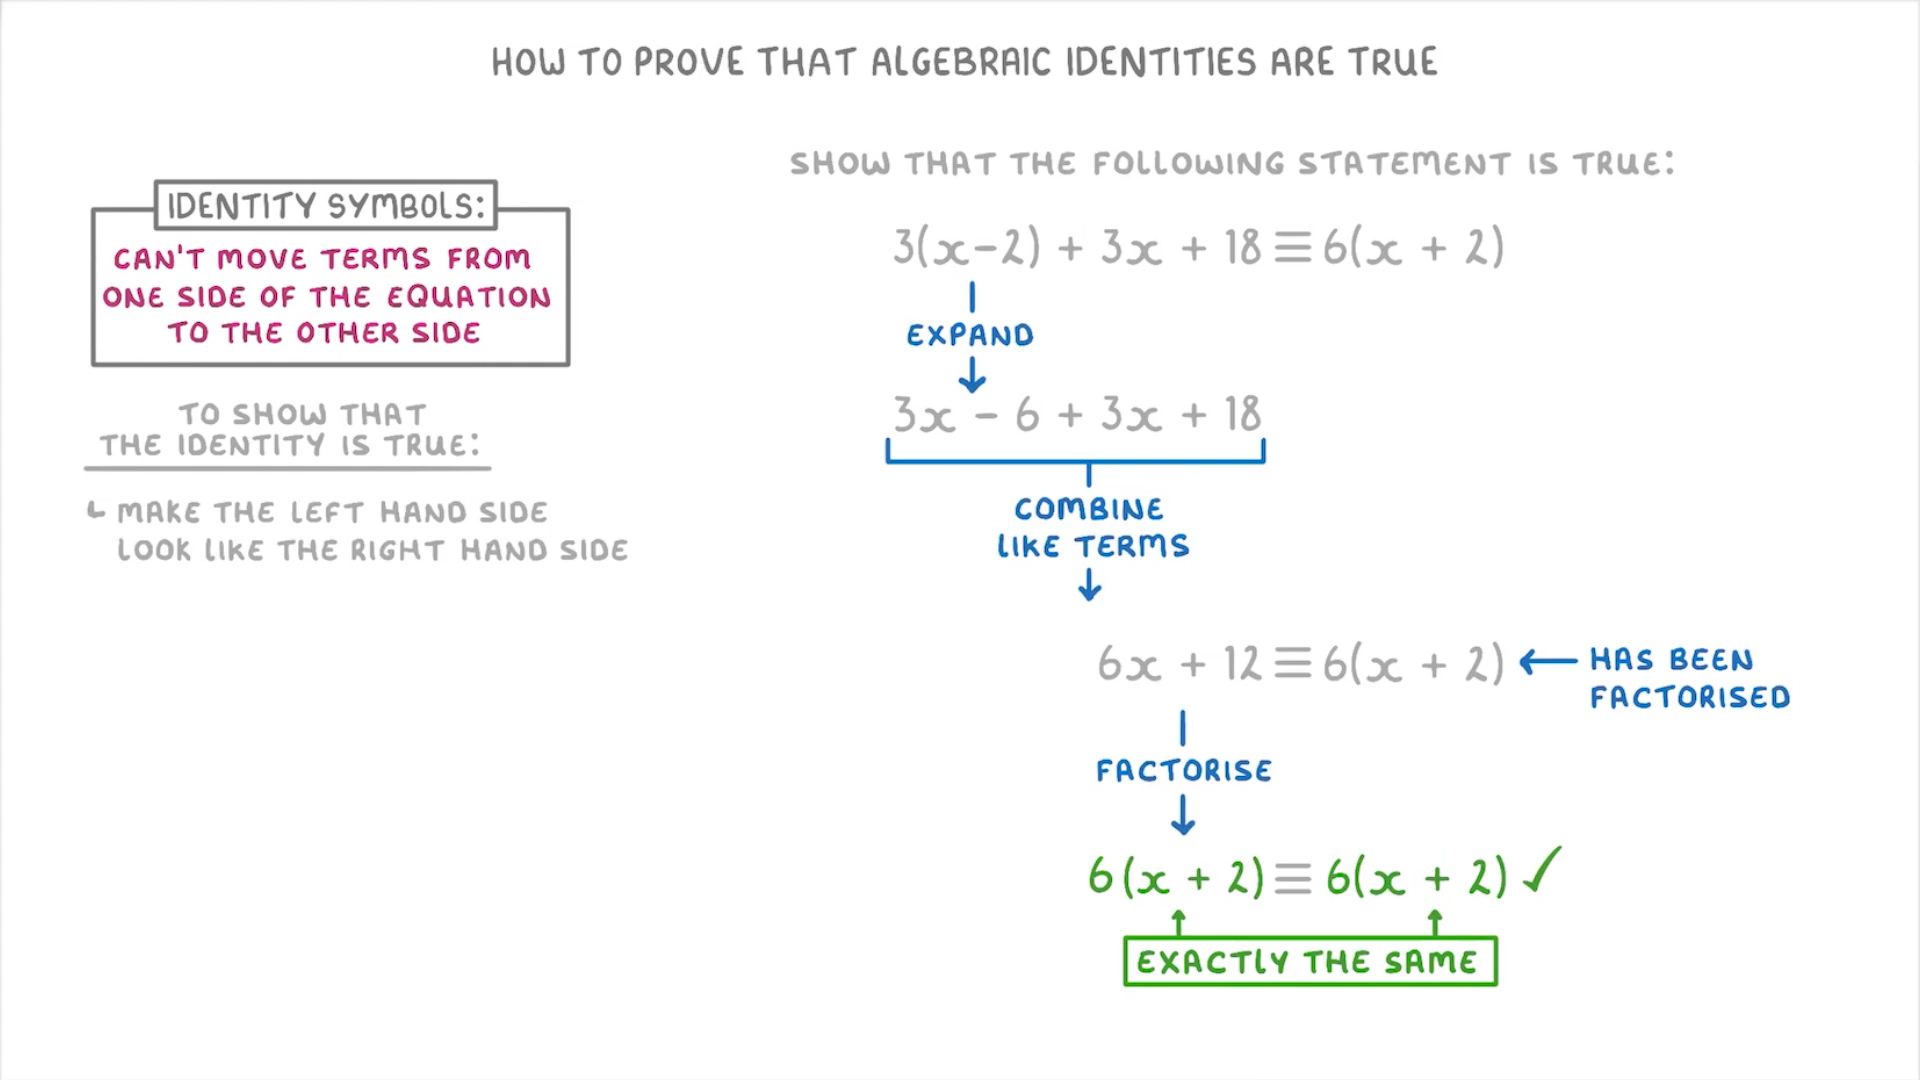 HOW TO PROVE THAT ALGEBRAIC IDENTITIES ARE TRUE
IDENTITY SYMBOLS:
CAN'T MOVE TERMS FROM
ONE SIDE OF THE EQUATION
TO THE OTHER SIDE
TO SHOW THAT
THE IDENTITY IS TRUE:
MAKE THE LEFT HAND SIDE
LOOK LIKE THE RIGHT HAND SIDE
SHOW THAT THE FOLLOWING STATEMENT IS TRUE:
3(x-2) + 3x + 18 ≡ 6(x + 2)
EXPAND
3x - 6 + 3x + 18
COMBINE
LIKE TERMS
6x + 12 ≡ 6(x + 2)
HAS BEEN
FACTORISED
FACTORISE
6(x + 2) ≡ 6(x + 2) ✓
EXACTLY THE SAME